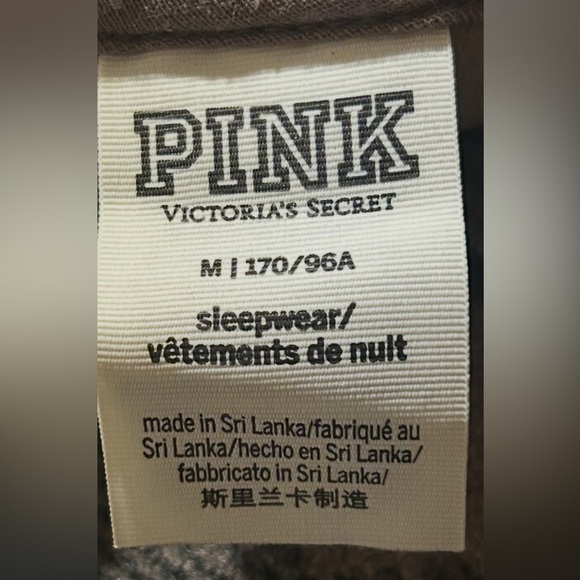 PINK
VICTORIA'S SECRET
M | 170/96A
sleepwear/
vêtements de nuit
made in Sri Lanka/fabriqué au
Sri Lanka/hecho en Sri Lanka/
fabbricato in Sri Lanka/
斯里兰卡制造